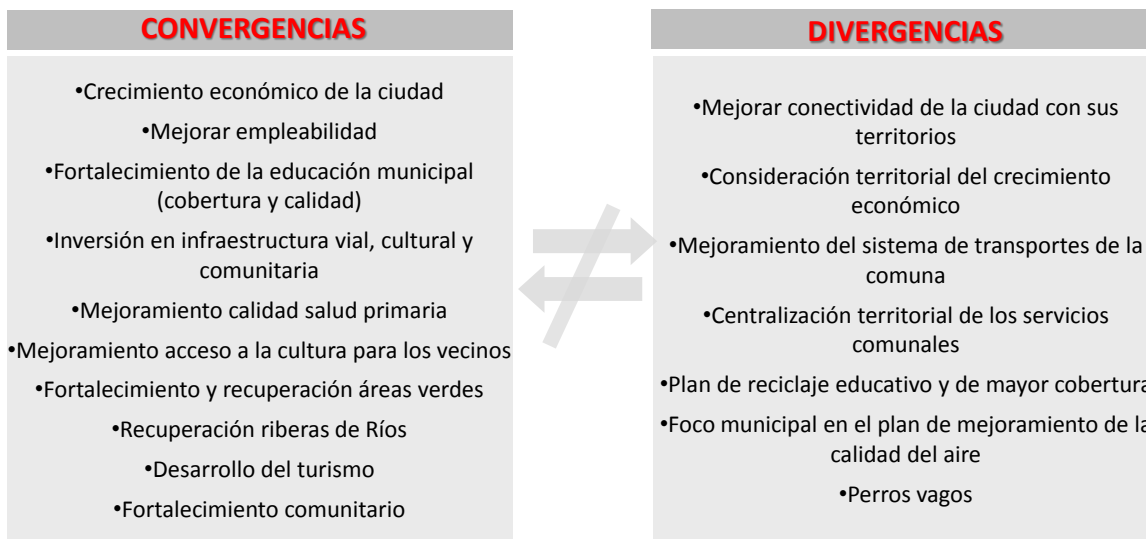 CONVERGENCIAS
•Crecimiento económico de la ciudad
•Mejorar empleabilidad
•Fortalecimiento de la educación municipal
(cobertura y calidad)
•Inversión en infraestructura vial, cultural y
comunitaria
•Mejoramiento calidad salud primaria
•Mejoramiento acceso a la cultura para los vecinos
•Fortalecimiento y recuperación áreas verdes
•Recuperación riberas de Ríos
•Desarrollo del turismo
•Fortalecimiento comunitario
DIVERGENCIAS
•Mejorar conectividad de la ciudad con sus
territorios
•Consideración territorial del crecimiento
económico
•Mejoramiento del sistema de transportes de la
comuna
•Centralización territorial de los servicios
comunales
•Plan de reciclaje educativo y de mayor cobertura
•Foco municipal en el plan de mejoramiento de la
calidad del aire
•Perros vagos